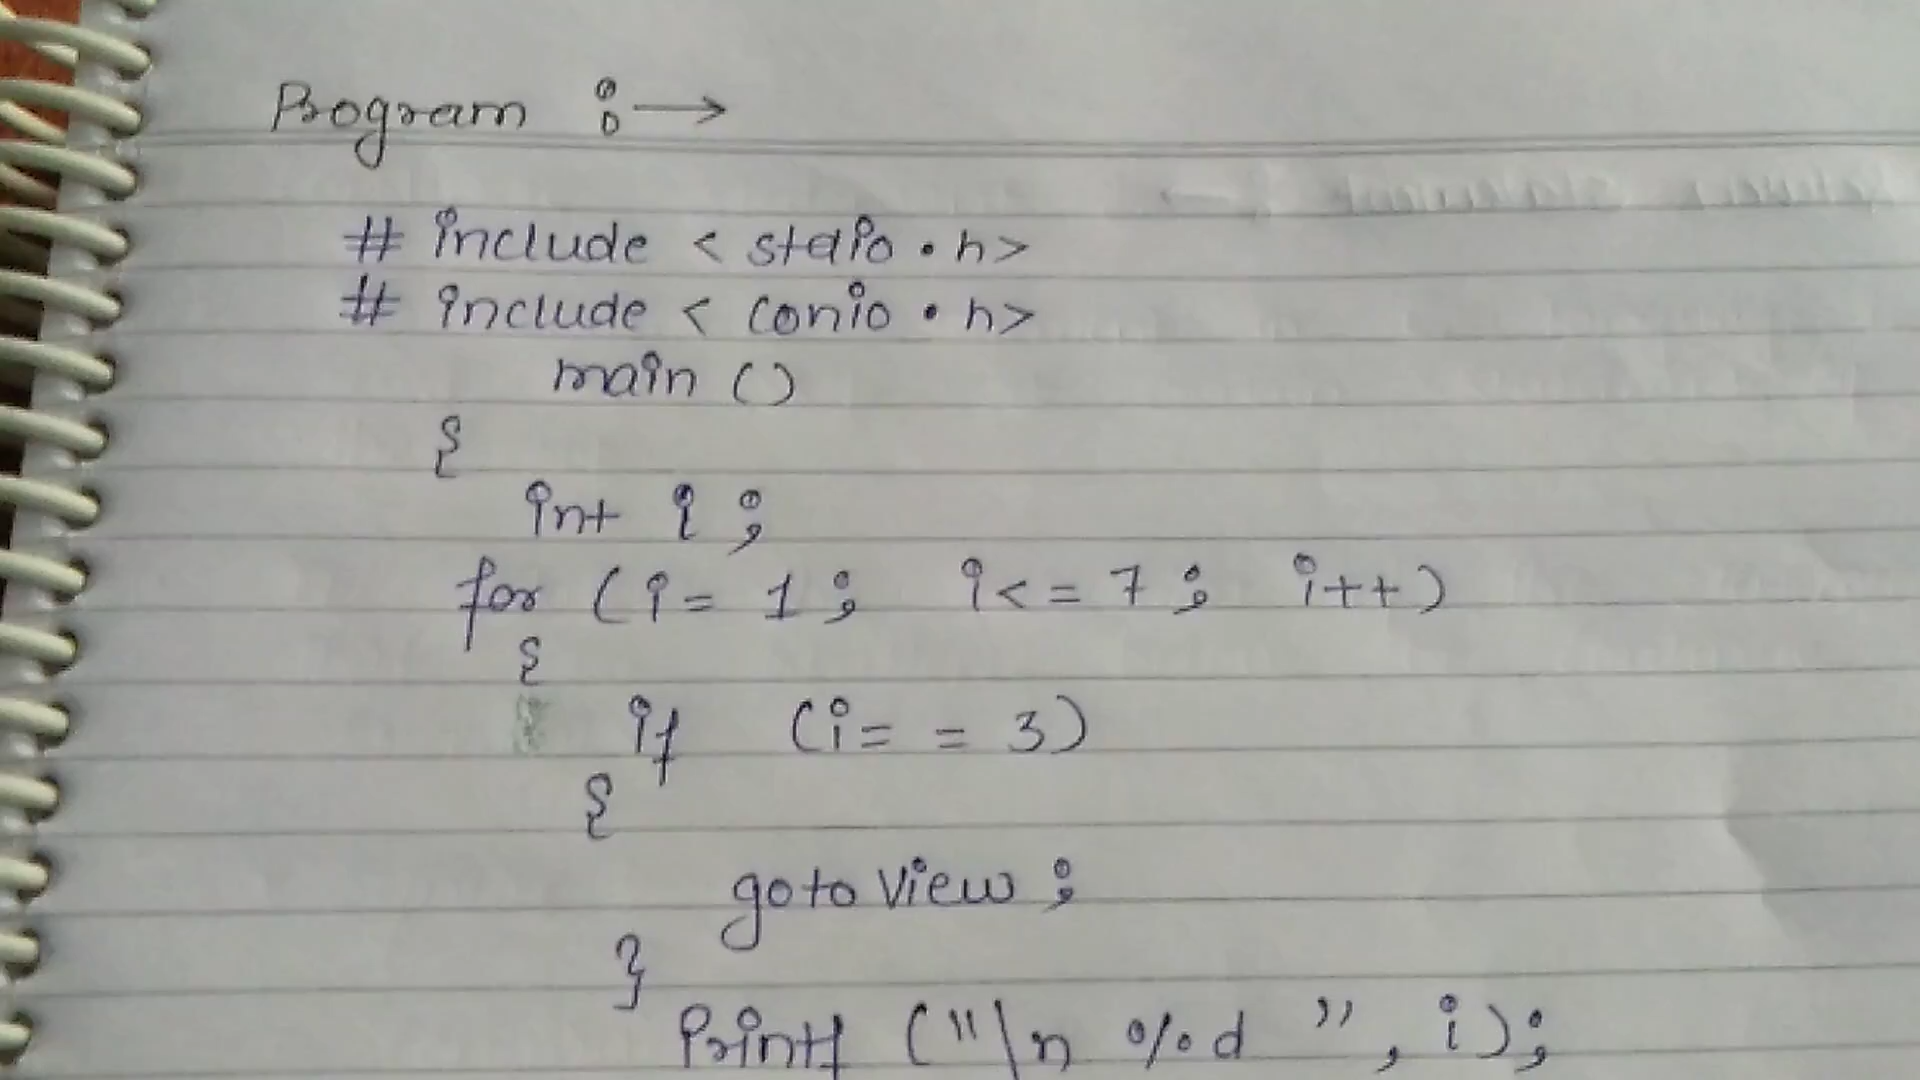 Program :→
# include < stdio . h>
# include < conio . h>
main ()
{
int i ;
for ( i = 1 ; i < = 7 ; i + + )
{
if ( i = = 3 )
{
goto view ;
}
Printf ("\n %d ” , i ) ;